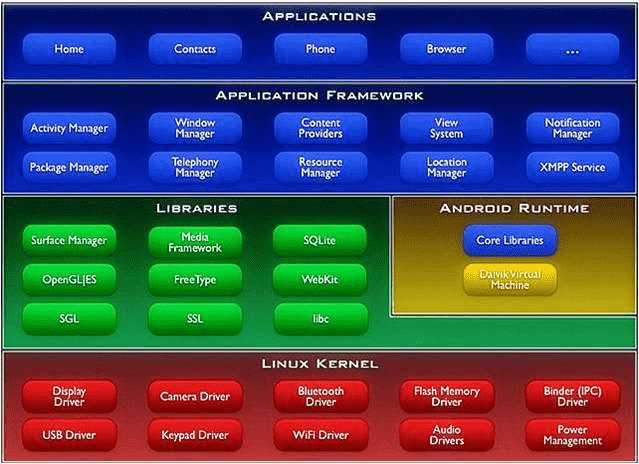 APPLICATIONS
Home
Contacts
Phone
Browser
...
APPLICATION FRAMEWORK
Activity Manager
Window
Manager
Content
Providers
View
System
Notification
Manager
Package Manager
Telephony
Manager
Resource
Manager
Location
Manager
XMPP Service
LIBRARIES
Surface Manager
Media
Framework
SQLite
OpenGL|ES
FreeType
WebKit
SGL
SSL
libc
ANDROID RUNTIME
Core Libraries
Dalvik Virtual
Machine
LINUX KERNEL
Display
Driver
Camera Driver
Bluetooth
Driver
Flash Memory
Driver
Binder (IPC)
Driver
USB Driver
Keypad Driver
WiFi Driver
Audio
Drivers
Power
Management